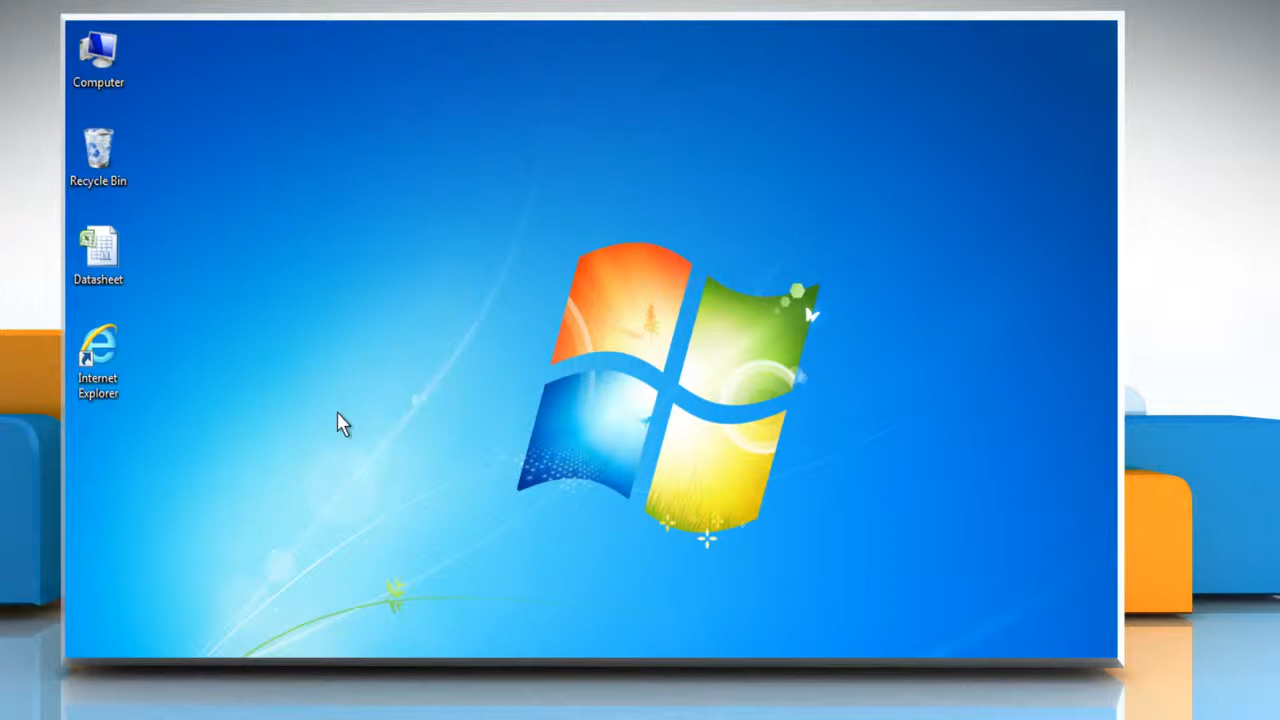 Computer
Recycle Bin
Datasheet
Internet
Explorer